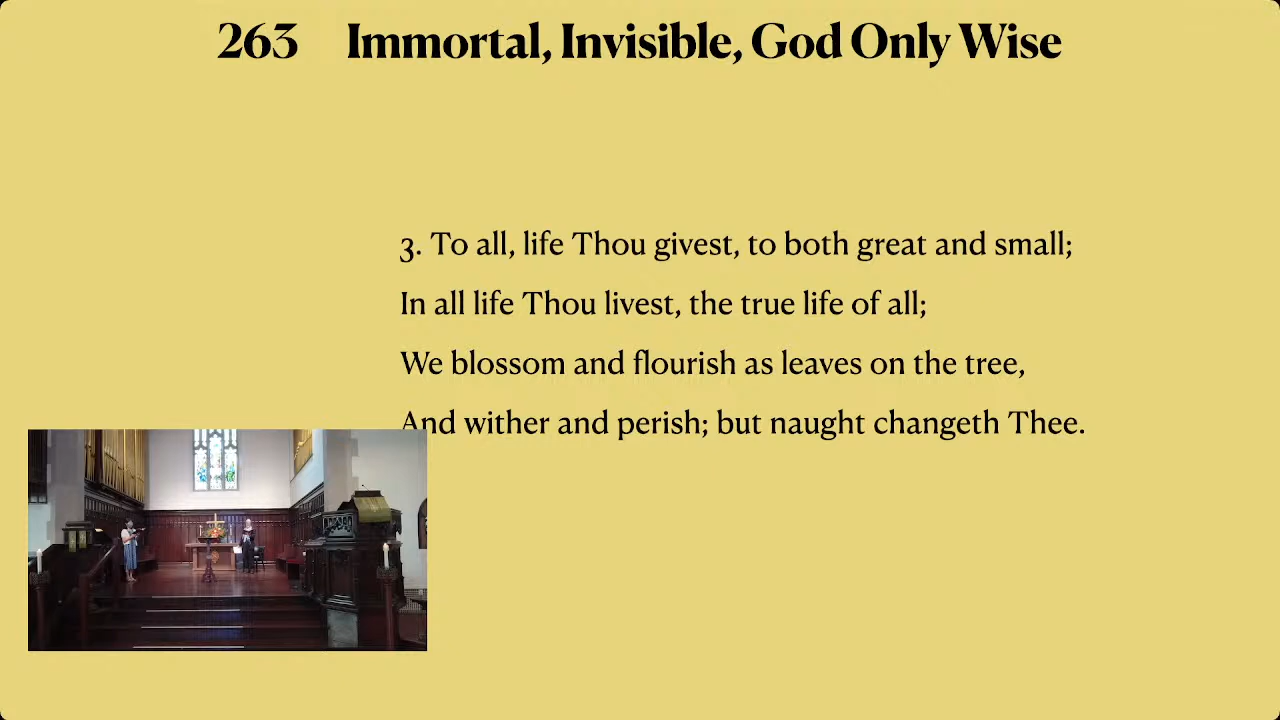 263 Immortal, Invisible, God Only Wise
3. To all, life Thou givest, to both great and small;
In all life Thou livest, the true life of all;
We blossom and flourish as leaves on the tree,
And wither and perish; but naught changeth Thee.